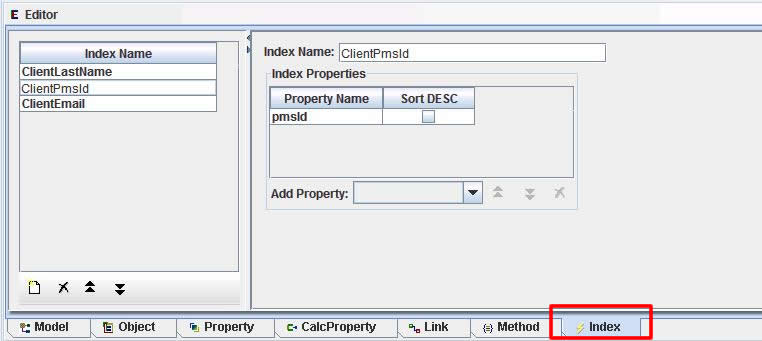 E Editor
Index Name
ClientLastName
ClientPmsId
ClientEmail
Index Name: ClientPmsId
Index Properties
Property Name Sort DESC
pmsId
Add Property:
Model Object Property CalcProperty Link Method Index